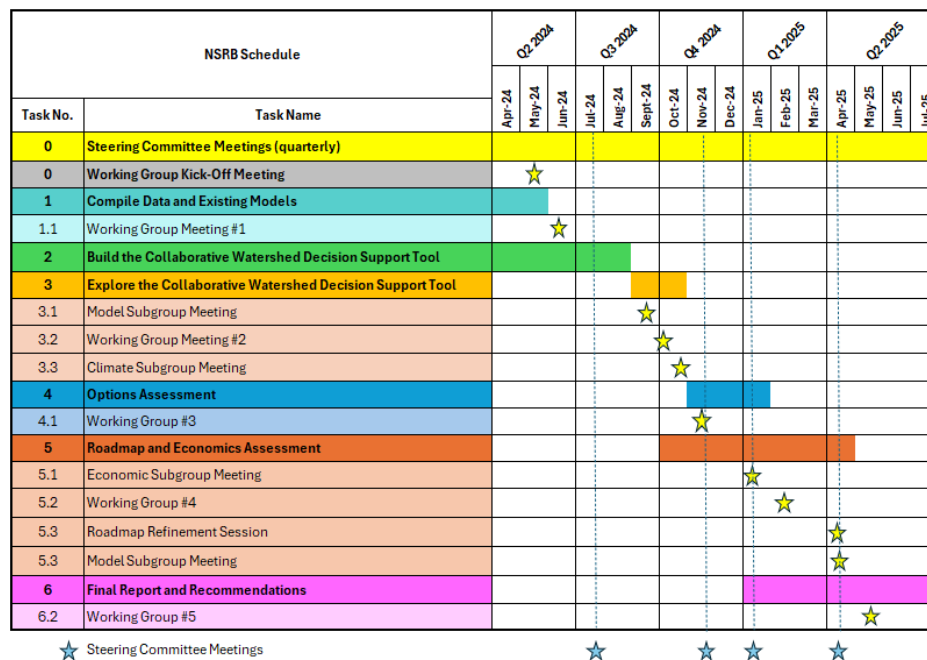 NSRB Schedule
Q2 2024
Q3 2024
Q4 2024
Q1 2025
Q2 2025
Apr-24
May-24
Jun-24
Jul-24
Aug-24
Sept-24
Oct-24
Nov-24
Dec-24
Jan-25
Feb-25
Mar-25
Apr-25
May-25
Jun-25
Task No. Task Name
0 Steering Committee Meetings (quarterly)
0 Working Group Kick-Off Meeting
1 Compile Data and Existing Models
1.1 Working Group Meeting #1
2 Build the Collaborative Watershed Decision Support Tool
3 Explore the Collaborative Watershed Decision Support Tool
3.1 Model Subgroup Meeting
3.2 Working Group Meeting #2
3.3 Climate Subgroup Meeting
4 Options Assessment
4.1 Working Group #3
5 Roadmap and Economics Assessment
5.1 Economic Subgroup Meeting
5.2 Working Group #4
5.3 Roadmap Refinement Session
5.3 Model Subgroup Meeting
6 Final Report and Recommendations
6.2 Working Group #5
Steering Committee Meetings